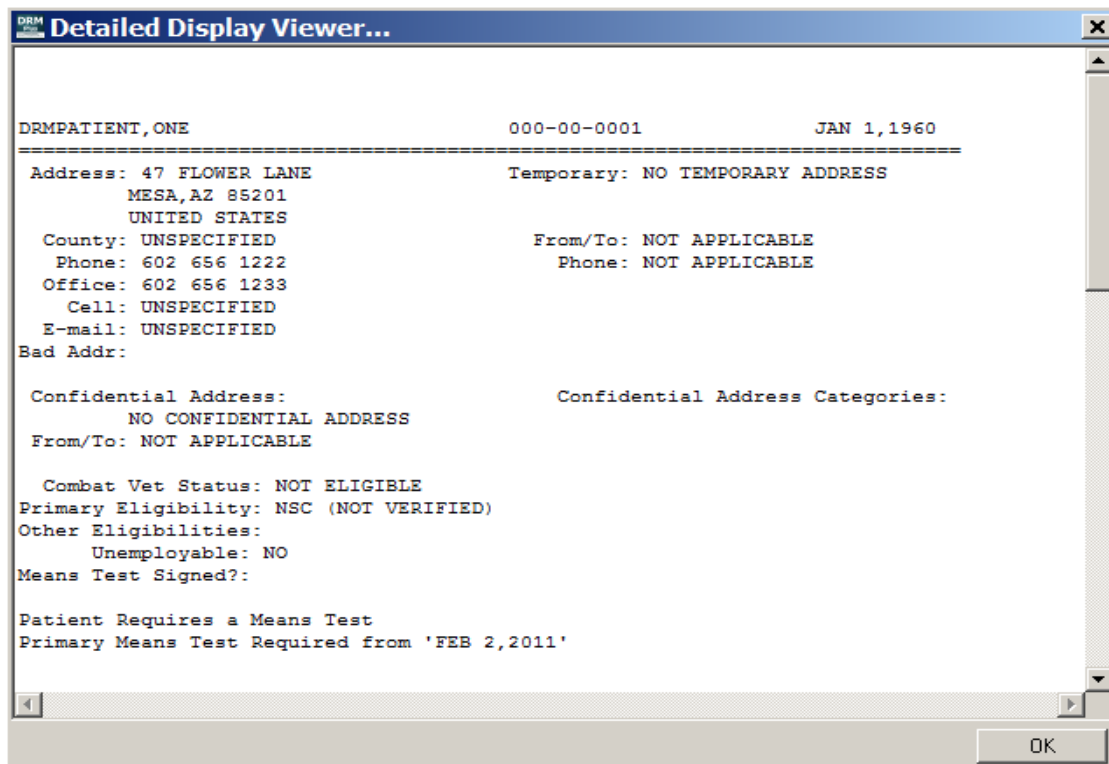 DRM Plus Detailed Display Viewer...
DRMPATIENT,ONE 000-00-0001 JAN 1,1960
==============================================================================
Address: 47 FLOWER LANE Temporary: NO TEMPORARY ADDRESS
MESA,AZ 85201
UNITED STATES
County: UNSPECIFIED From/To: NOT APPLICABLE
Phone: 602 656 1222 Phone: NOT APPLICABLE
Office: 602 656 1233
Cell: UNSPECIFIED
E-mail: UNSPECIFIED
Bad Addr:
Confidential Address: Confidential Address Categories:
NO CONFIDENTIAL ADDRESS
From/To: NOT APPLICABLE
Combat Vet Status: NOT ELIGIBLE
Primary Eligibility: NSC (NOT VERIFIED)
Other Eligibilities:
Unemployable: NO
Means Test Signed?:
Patient Requires a Means Test
Primary Means Test Required from 'FEB 2,2011'
OK